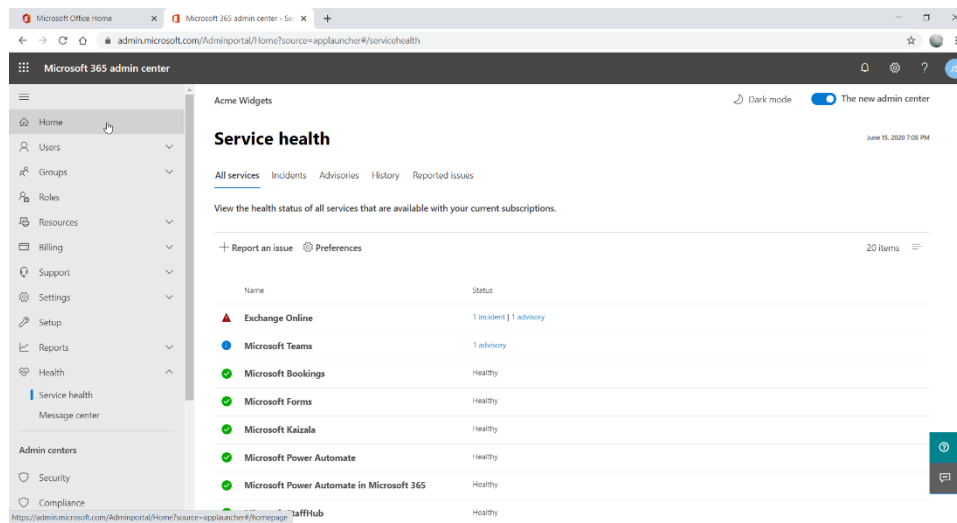 Microsoft Office Home
Microsoft 365 admin center - Se
admin.microsoft.com/Adminportal/Home?source=applauncher#/servicehealth
Microsoft 365 admin center
?
Home
Users
Groups
Roles
Resources
Billing
Support
Settings
Setup
Reports
Health
Service health
Message center
Admin centers
Security
Compliance
https://admin.microsoft.com/Adminportal/Home?source=applauncher#/homepage
Acme Widgets
Dark mode
The new admin center
Service health
June 15, 2020 7:08 PM
All services Incidents Advisories History Reported issues
View the health status of all services that are available with your current subscriptions.
Report an issue Preferences
20 items
Name Status
Exchange Online 1 incident | 1 advisory
Microsoft Teams 1 advisory
Microsoft Bookings Healthy
Microsoft Forms Healthy
Microsoft Kaizala Healthy
Microsoft Power Automate Healthy
Microsoft Power Automate in Microsoft 365 Healthy
taffHub Healthy